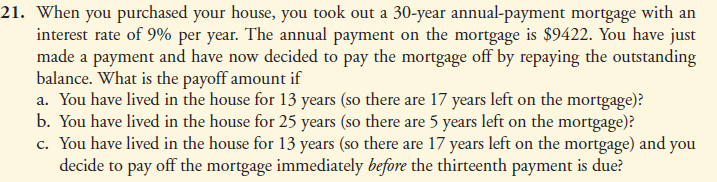 21. When you purchased your house, you took out a 30-year annual-payment mortgage with an
interest rate of 9% per year. The annual payment on the mortgage is $9422. You have just
made a payment and have now decided to pay the mortgage off by repaying the outstanding
balance. What is the payoff amount if
a. You have lived in the house for 13 years (so there are 17 years left on the mortgage)?
b. You have lived in the house for 25 years (so there are 5 years left on the mortgage)?
c. You have lived in the house for 13 years (so there are 17 years left on the mortgage) and you
decide to pay off the mortgage immediately before the thirteenth payment is due?